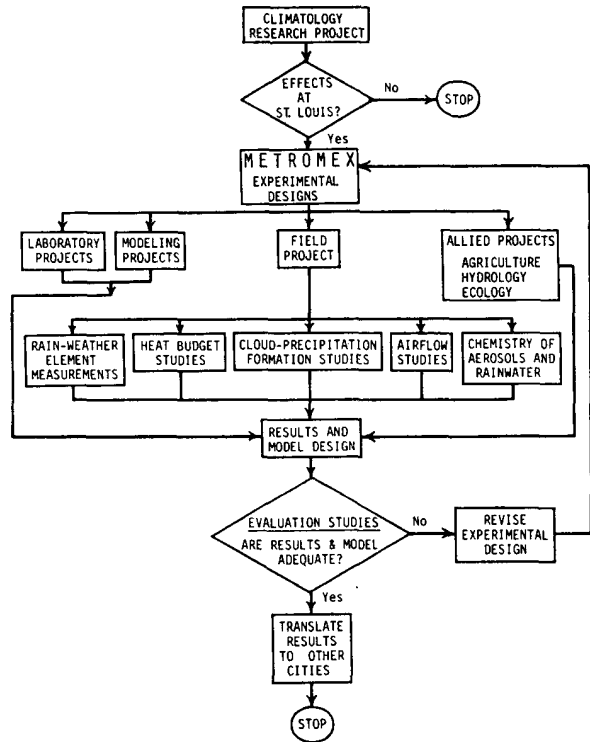 CLIMATOLOGY
RESEARCH PROJECT
EFFECTS
AT
ST. LOUIS?
No
STOP
Yes
METROMEX
EXPERIMENTAL
DESIGNS
LABORATORY
PROJECTS
MODELING
PROJECTS
FIELD
PROJECT
ALLIED PROJECTS
AGRICULTURE
HYDROLOGY
ECOLOGY
RAIN-WEATHER
ELEMENT
MEASUREMENTS
HEAT BUDGET
STUDIES
CLOUD-PRECIPITATION
FORMATION STUDIES
AIRFLOW
STUDIES
CHEMISTRY OF
AEROSOLS AND
RAINWATER
RESULTS AND
MODEL DESIGN
EVALUATION STUDIES
ARE RESULTS & MODEL
ADEQUATE?
No
REVISE
EXPERIMENTAL
DESIGN
Yes
TRANSLATE
RESULTS
TO OTHER
CITIES
STOP